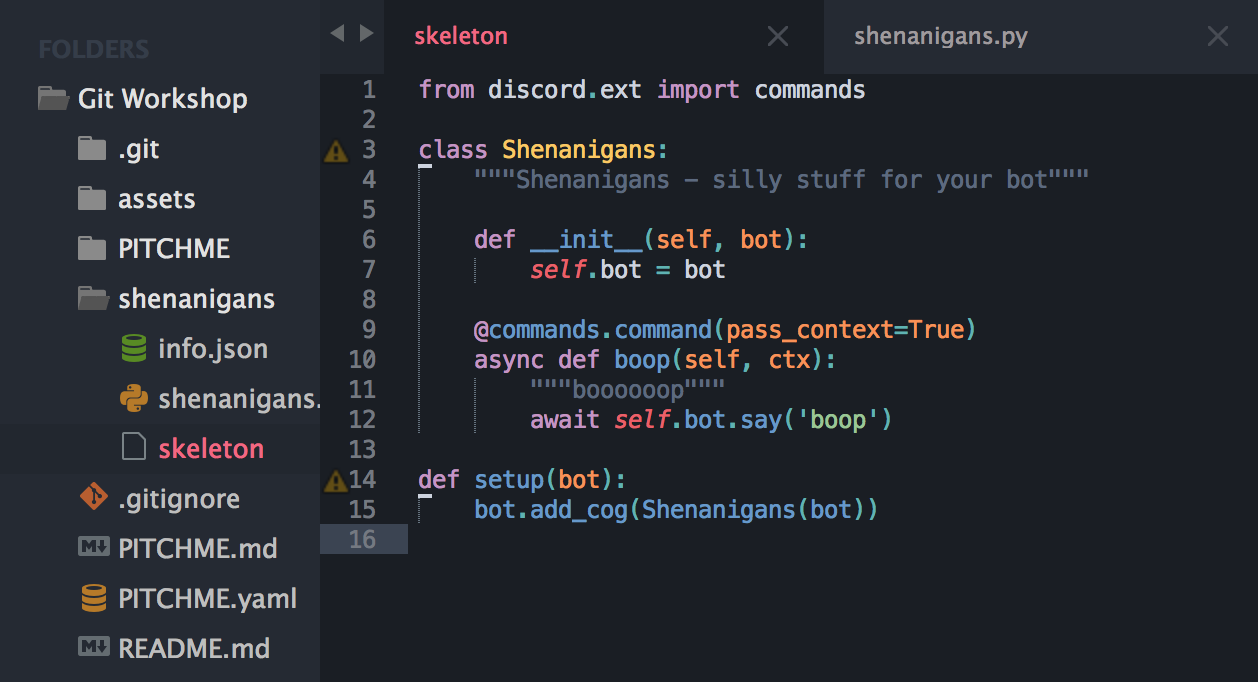 FOLDERS
Git Workshop
.git
assets
PITCHME
shenanigans
info.json
shenanigans.
skeleton
.gitignore
PITCHME.md
PITCHME.yaml
README.md
skeleton
shenanigans.py
1 from discord.ext import commands
2
3 class Shenanigans:
4     """Shenanigans – silly stuff for your bot"""
5
6     def __init__(self, bot):
7         self.bot = bot
8
9     @commands.command(pass_context=True)
10     async def boop(self, ctx):
11         """boooooop"""
12         await self.bot.say('boop')
13
14 def setup(bot):
15     bot.add_cog(Shenanigans(bot))
16